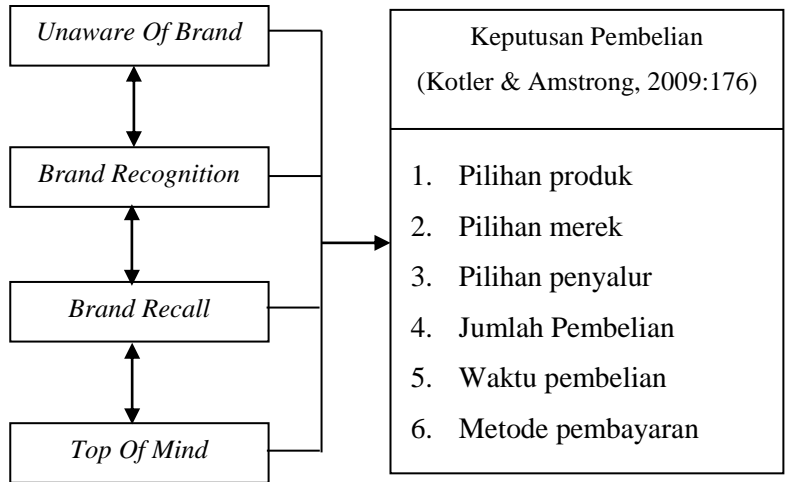 Unaware Of Brand
Brand Recognition
Brand Recall
Top Of Mind
Keputusan Pembelian
(Kotler & Amstrong, 2009:176)
1. Pilihan produk
2. Pilihan merek
3. Pilihan penyalur
4. Jumlah Pembelian
5. Waktu pembelian
6. Metode pembayaran